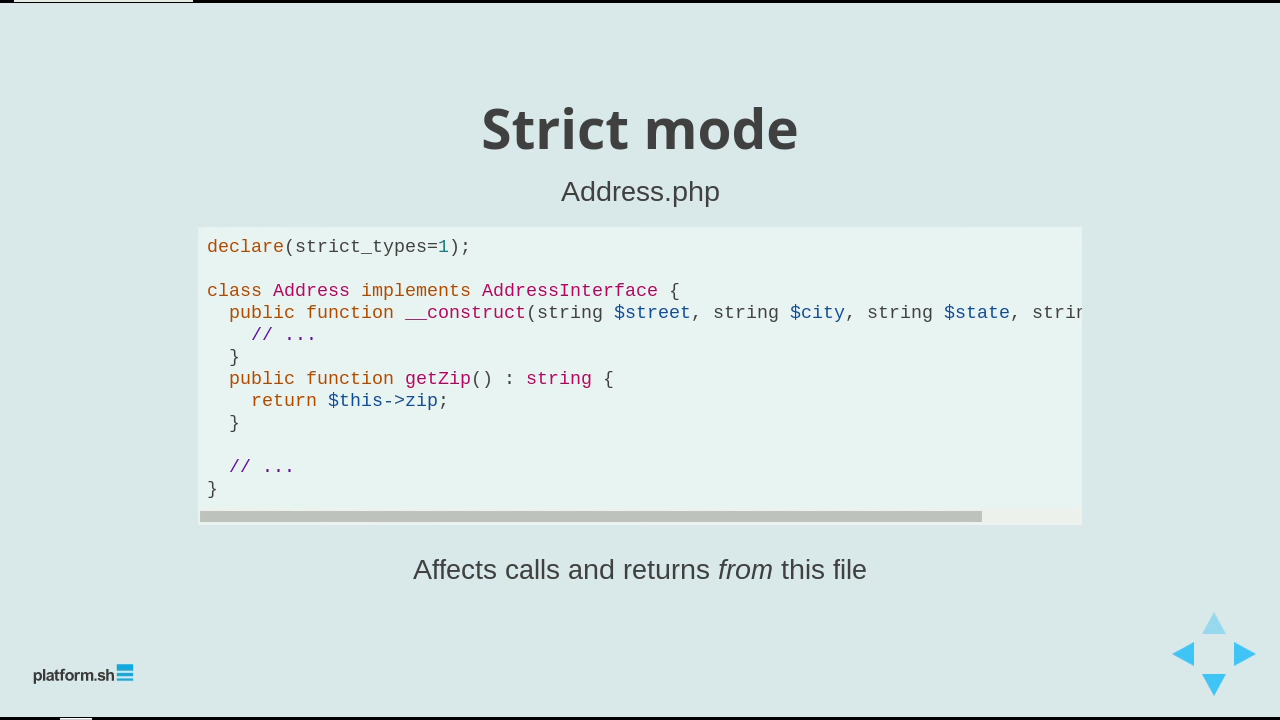 Strict mode
Address.php
declare(strict_types=1);
class Address implements AddressInterface {
  public function __construct(string $street, string $city, string $state, strin
    // ...
  }
  public function getZip() : string {
    return $this->zip;
  }
  // ...
}
Affects calls and returns from this file
platform.sh